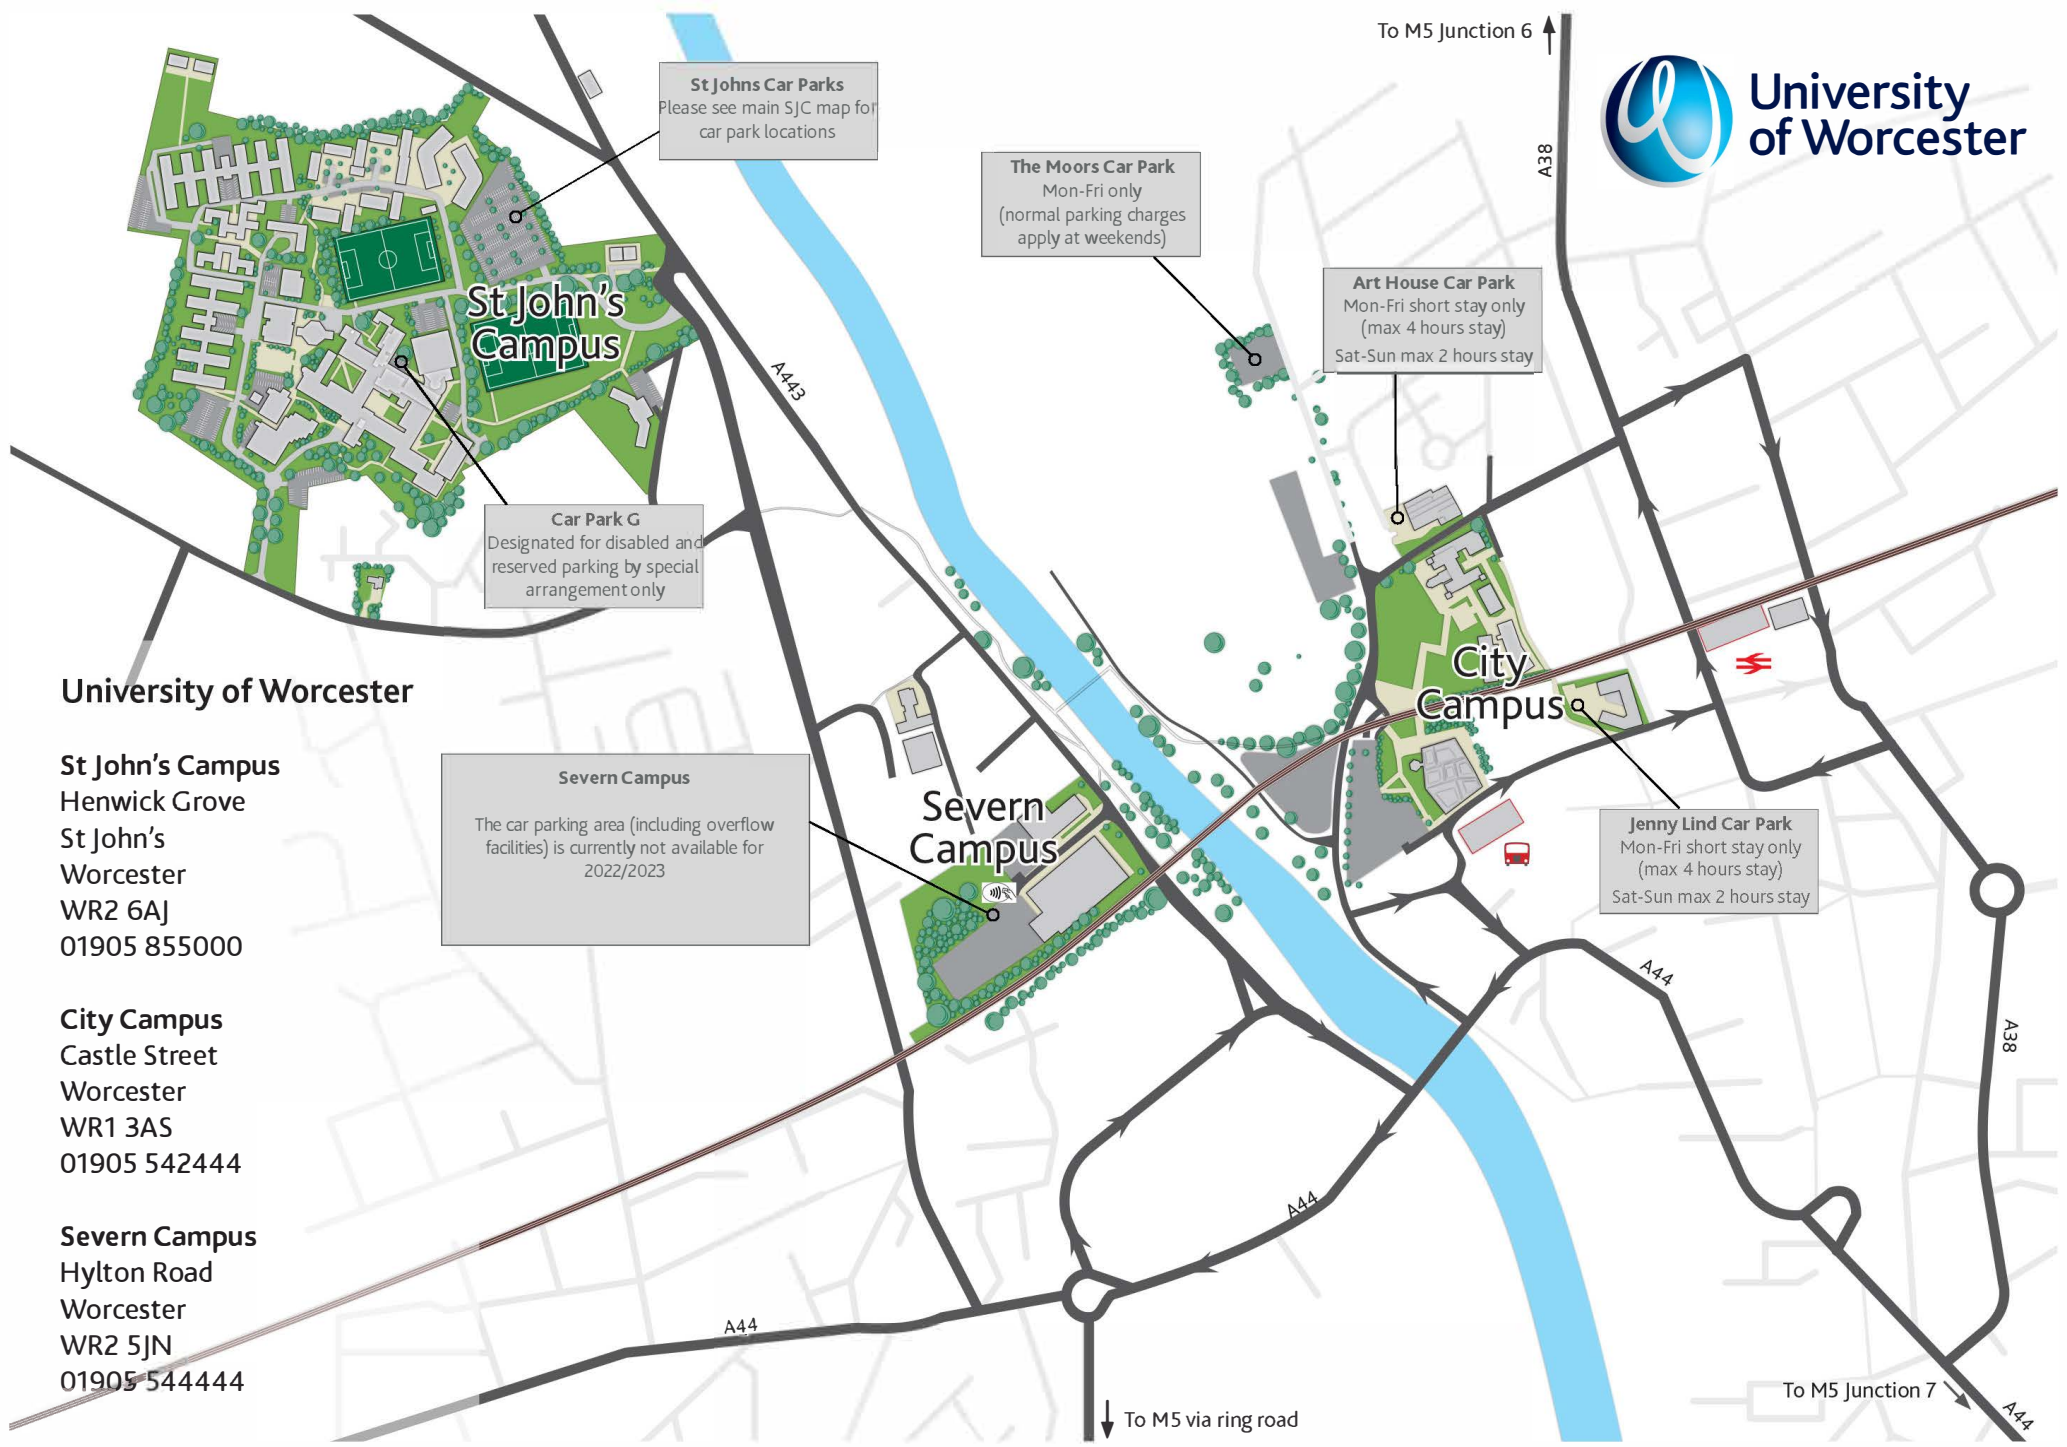 To M5 Junction 6
A38
University
of Worcester
St Johns Car Parks
Please see main SJC map for
car park locations
The Moors Car Park
Mon-Fri only
(normal parking charges
apply at weekends)
Art House Car Park
Mon-Fri short stay only
(max 4 hours stay)
Sat-Sun max 2 hours stay
St John's
Campus
A443
Car Park G
Designated for disabled and
reserved parking by special
arrangement only
City
Campus
University of Worcester
St John's Campus
Henwick Grove
St John's
Worcester
WR2 6AJ
01905 855000
City Campus
Castle Street
Worcester
WR1 3AS
01905 542444
Severn Campus
Hylton Road
Worcester
WR2 5JN
01905 544444
Severn Campus
The car parking area (including overflow
facilities) is currently not available for
2022/2023
Severn
Campus
Jenny Lind Car Park
Mon-Fri short stay only
(max 4 hours stay)
Sat-Sun max 2 hours stay
A44
A38
A44
A44
To M5 Junction 7
A44
To M5 via ring road